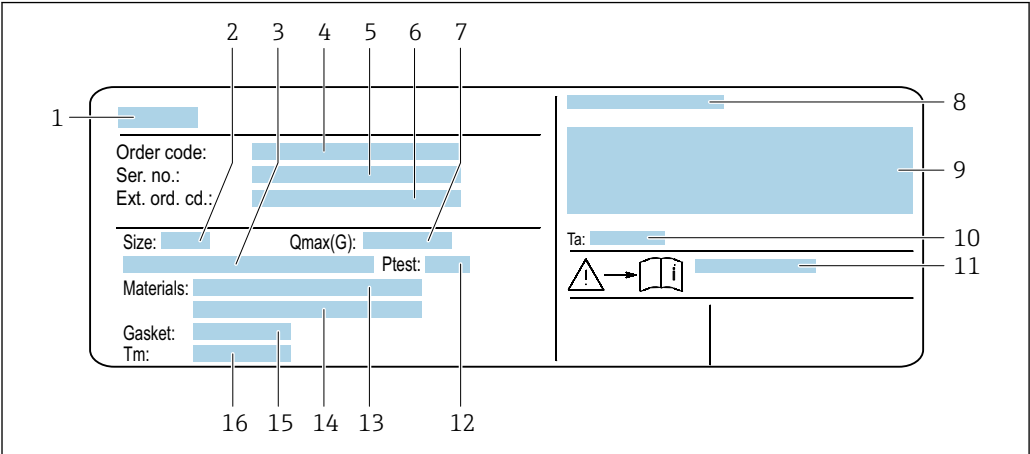 2 3 4 5 6 7
1
8
Order code:
Ser. no.:
Ext. ord. cd.:
9
Size:
Qmax(G):
Ta:
10
Ptest:
i
11
Materials:
Gasket:
Tm:
16 15 14 13 12